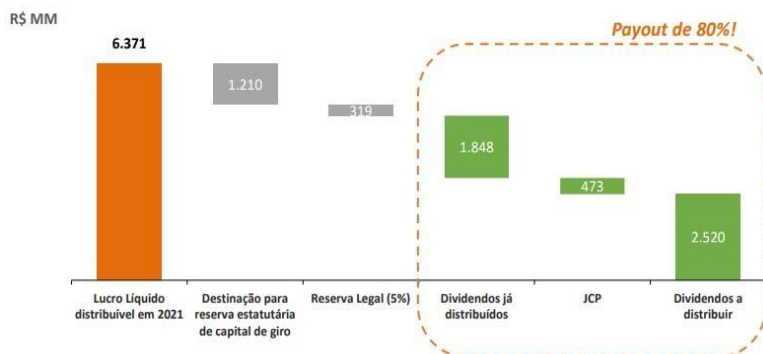 R$ MM
Payout de 80%!
6.371
1.210
319
1.848
473
2.520
Lucro Líquido
distribuível em 2021
Destinação para
reserva estatutária
de capital de giro
Reserva Legal (5%)
Dividendos já
distribuídos
JCP
Dividendos a
distribuir